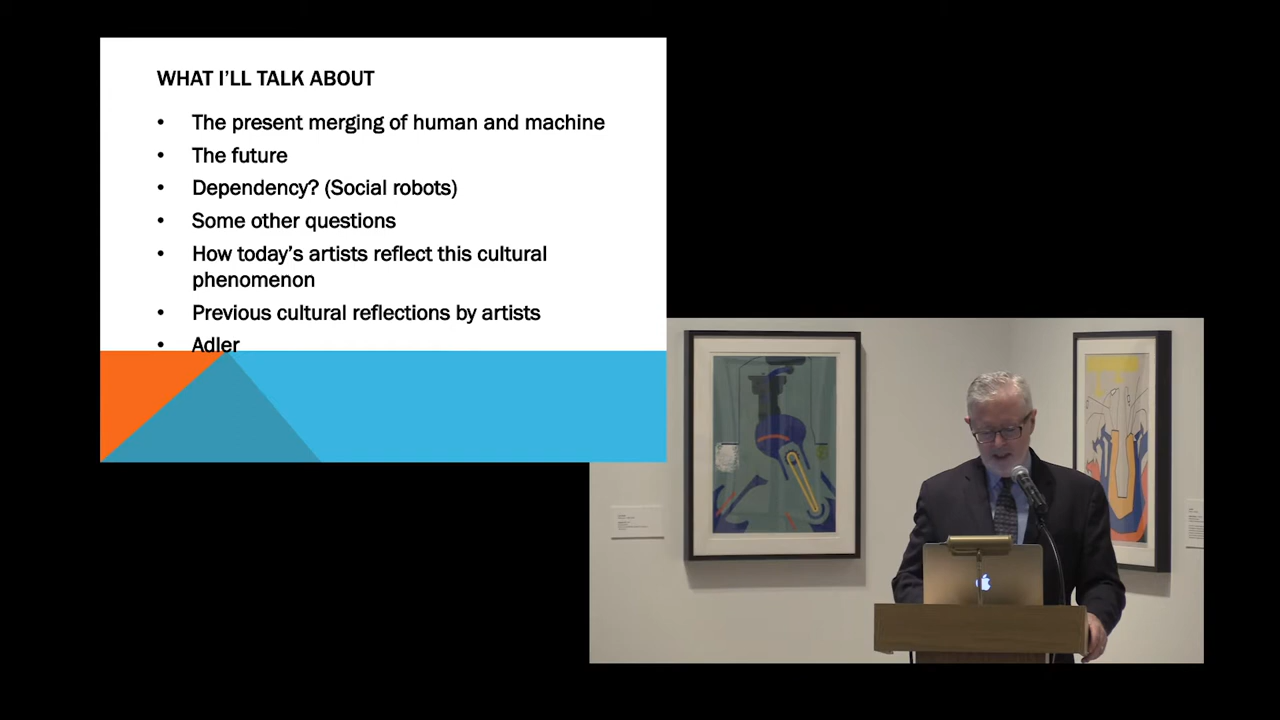 WHAT I'LL TALK ABOUT
• The present merging of human and machine
• The future
• Dependency? (Social robots)
• Some other questions
• How today's artists reflect this cultural
phenomenon
• Previous cultural reflections by artists
• Adler